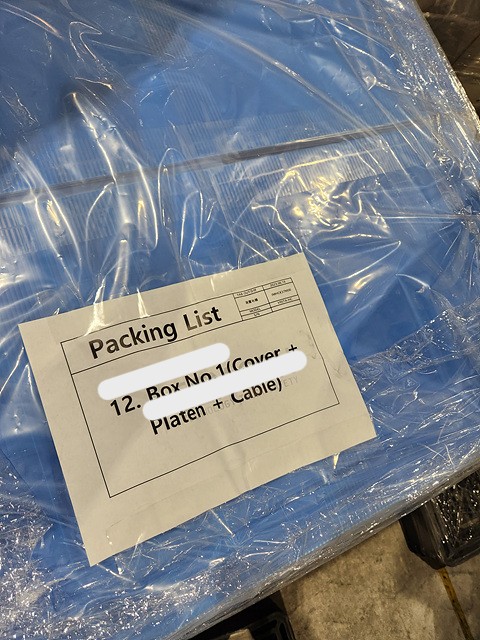 Packing List
12. Box No.1(Cover +
Platen + Cable)